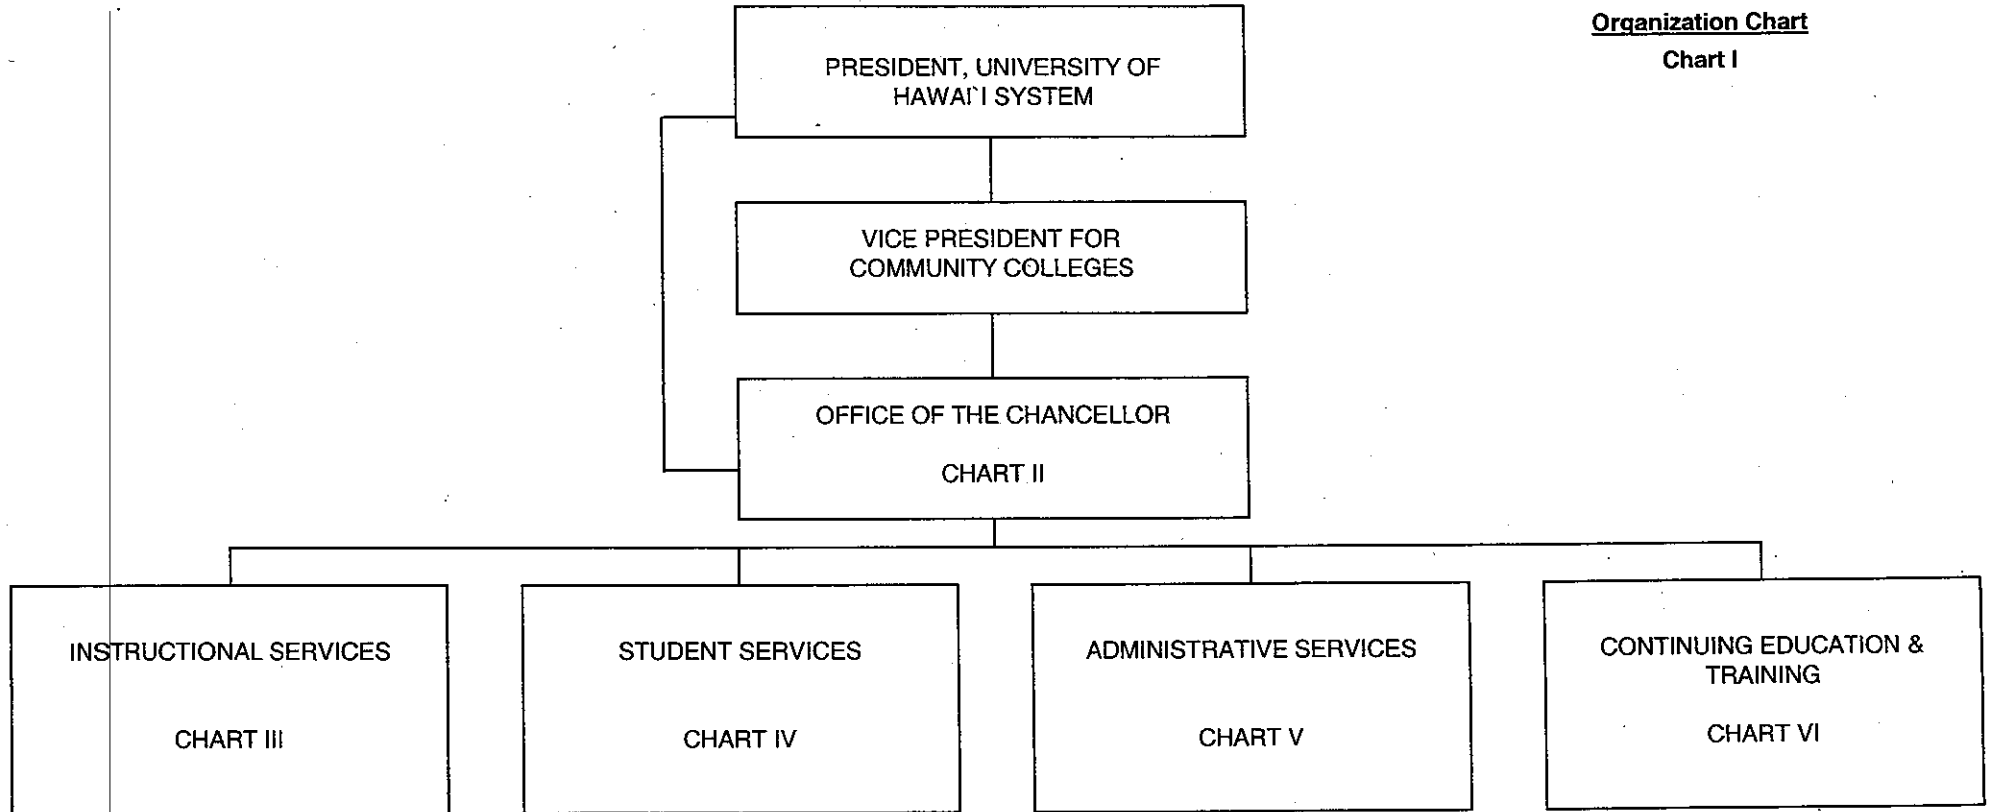 Organization Chart
Chart I
PRESIDENT, UNIVERSITY OF
HAWAI`I SYSTEM
VICE PRESIDENT FOR
COMMUNITY COLLEGES
OFFICE OF THE CHANCELLOR
CHART II
INSTRUCTIONAL SERVICES
CHART III
STUDENT SERVICES
CHART IV
ADMINISTRATIVE SERVICES
CHART V
CONTINUING EDUCATION &
TRAINING
CHART VI